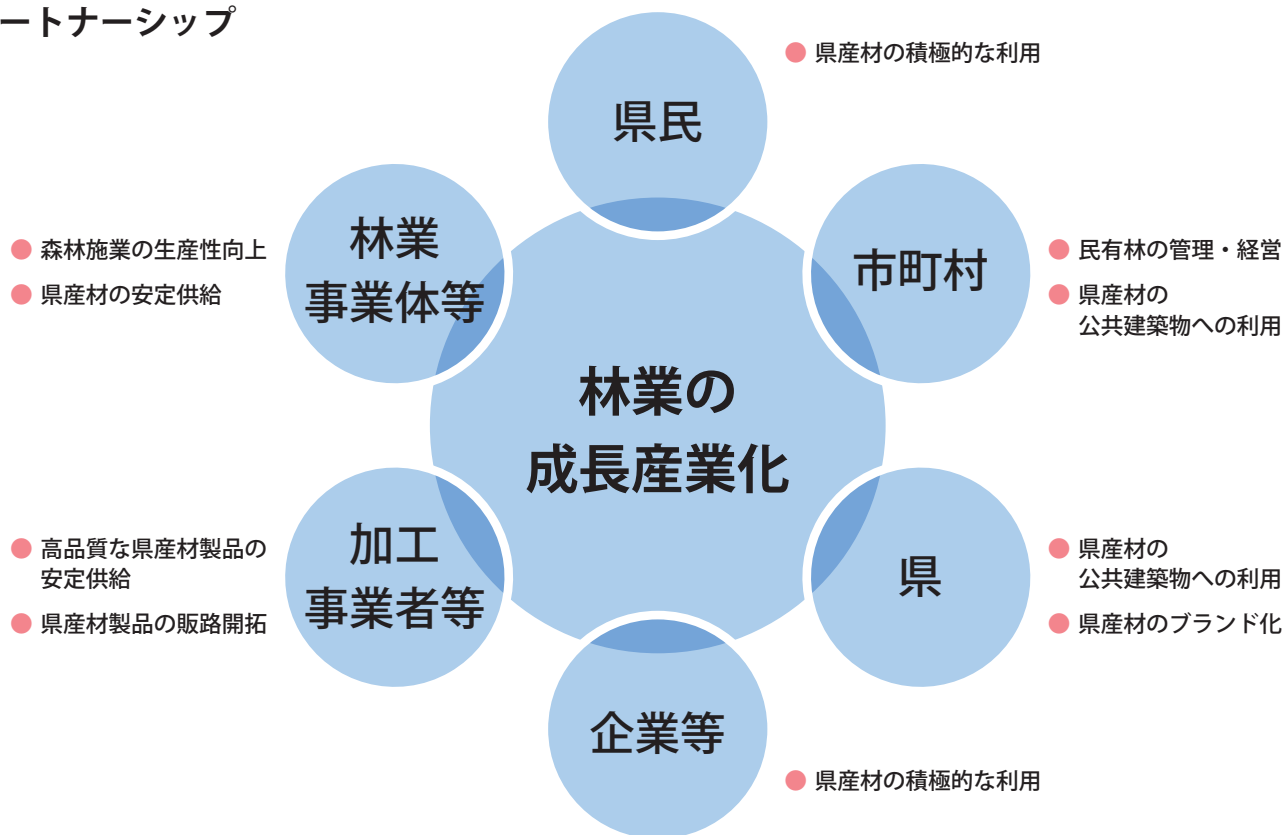 ートナーシップ
県民
● 県産材の積極的な利用
市町村
● 民有林の管理・経営
● 県産材の
公共建築物への利用
県
● 県産材の
公共建築物への利用
● 県産材のブランド化
企業等
● 県産材の積極的な利用
加工
事業者等
● 高品質な県産材製品の
安定供給
● 県産材製品の販路開拓
林業
事業体等
● 森林施業の生産性向上
● 県産材の安定供給
林業の
成長産業化